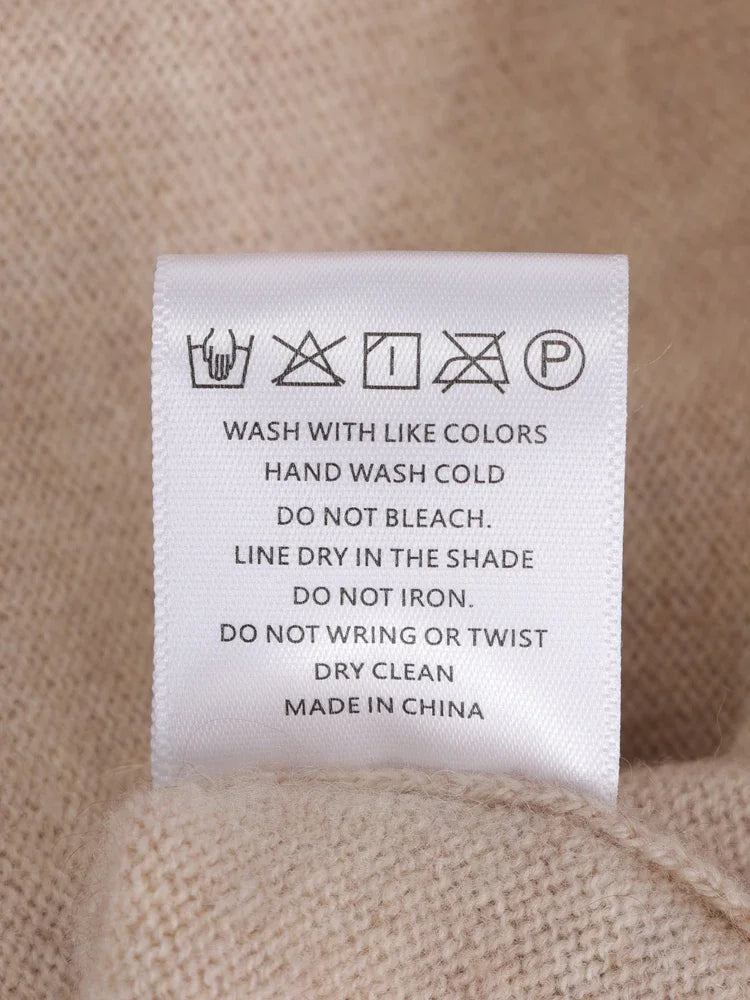 P
WASH WITH LIKE COLORS
HAND WASH COLD
DO NOT BLEACH.
LINE DRY IN THE SHADE
DO NOT IRON.
DO NOT WRING OR TWIST
DRY CLEAN
MADE IN CHINA